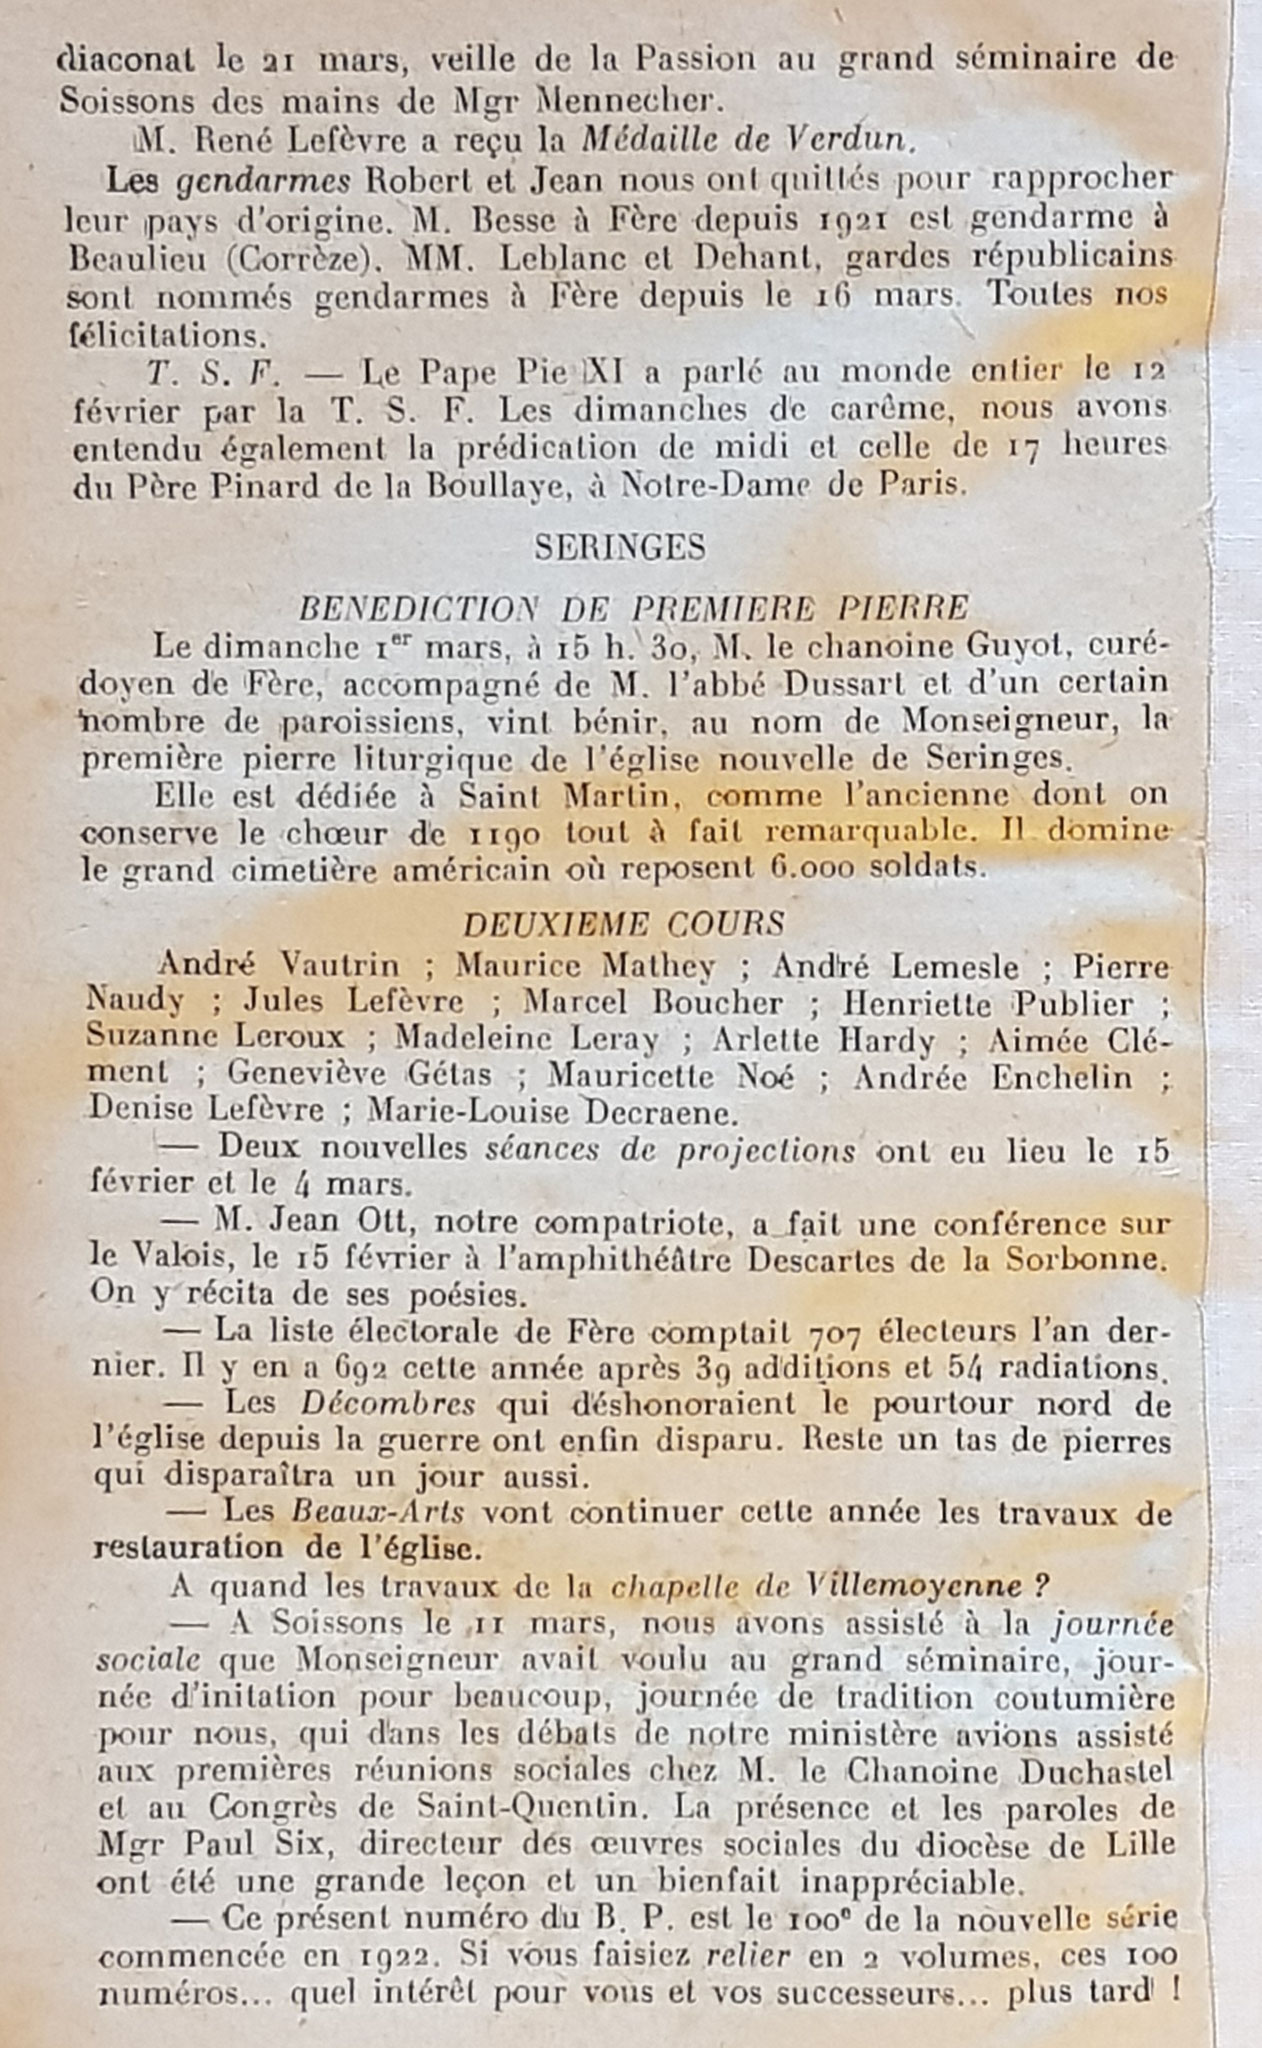 diaconat le 21 mars, veille de la Passion au grand séminaire de
Soissons des mains de Mgr Mennecher.
M. René Lefèvre a reçu la Médaille de Verdun.
Les gendarmes Robert et Jean nous ont quittés pour rapprocher
leur pays d'origine. M. Besse à Fère depuis 1921 est gendarme à
Beaulieu (Corrèze). MM. Leblanc et Dehant, gardes républicains
sont nommés gendarmes à Fère depuis le 16 mars. Toutes nos
félicitations.
T. S. F. — Le Pape Pie XI a parlé au monde entier le 12
février par la T. S. F. Les dimanches de carême, nous avons
entendu également la prédication de midi et celle de 17 heures
du Père Pinard de la Boullaye, à Notre-Dame de Paris.
SERINGES
BENEDICTION DE PREMIERE PIERRE
Le dimanche 1er mars, à 15 h. 30, M. le chanoine Guyot, curé-
doyen de Fère, accompagné de M. l'abbé Dussart et d'un certain
nombre de paroissiens, vint bénir, au nom de Monseigneur, la
première pierre liturgique de l'église nouvelle de Seringes.
Elle est dédiée à Saint Martin, comme l'ancienne dont on
conserve le chœur de 1190 tout à fait remarquable. Il domine
le grand cimetière américain où reposent 6.000 soldats.
DEUXIEME COURS
André Vautrin ; Maurice Mathey ; André Lemesle ; Pierre
Naudy ; Jules Lefèvre ; Marcel Boucher ; Henriette Publier ;
Suzanne Leroux ; Madeleine Leray ; Arlette Hardy ; Aimée Clé-
ment ; Geneviève Gétas ; Mauricette Noé ; Andrée Enchelin ;
Denise Lefèvre ; Marie-Louise Decraene.
— Deux nouvelles séances de projections ont eu lieu le 15
février et le 4 mars.
— M. Jean Ott, notre compatriote, a fait une conférence sur
le Valois, le 15 février à l'amphithéâtre Descartes de la Sorbonne.
On y récita de ses poésies.
— La liste électorale de Fère comptait 707 électeurs l'an der-
nier. Il y en a 692 cette année après 39 additions et 54 radiations.
— Les Décombres qui déshonoraient le pourtour nord de
l'église depuis la guerre ont enfin disparu. Reste un tas de pierres
qui disparaîtra un jour aussi.
— Les Beaux-Arts vont continuer cette année les travaux de
restauration de l'église.
A quand les travaux de la chapelle de Villemoyenne ?
— A Soissons le 11 mars, nous avons assisté à la journée
sociale que Monseigneur avait voulu au grand séminaire, jour-
née d'initation pour beaucoup, journée de tradition coutumière
pour nous, qui dans les débats de notre ministère avions assisté
aux premières réunions sociales chez M. le Chanoine Duchastel
et au Congrès de Saint-Quentin. La présence et les paroles de
Mgr Paul Six, directeur des œuvres sociales du diocèse de Lille
ont été une grande leçon et un bienfait inappréciable.
— Ce présent numéro du B. P. est le 100e de la nouvelle série
commencée en 1922. Si vous faisiez relier en 2 volumes, ces 100
numéros... quel intérêt pour vous et vos successeurs... plus tard !